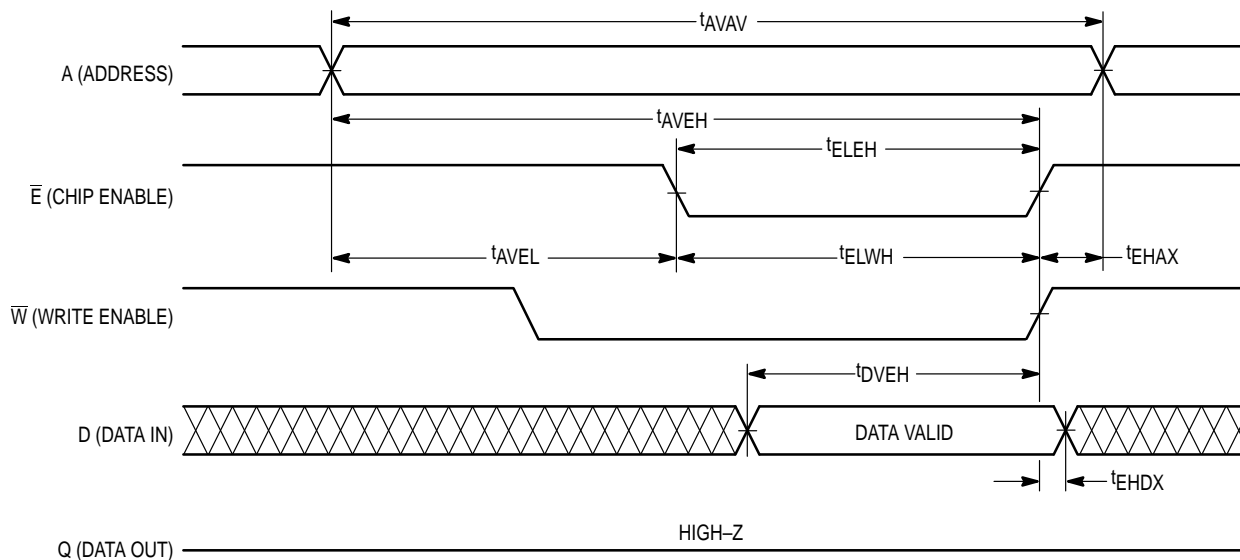 tAVAV
A (ADDRESS)
tAVEH
tELEH
E̅ (CHIP ENABLE)
tAVEL
tELWH
tEHAX
W̅ (WRITE ENABLE)
tDVEH
D (DATA IN)
DATA VALID
tEHDX
HIGH–Z
Q (DATA OUT)